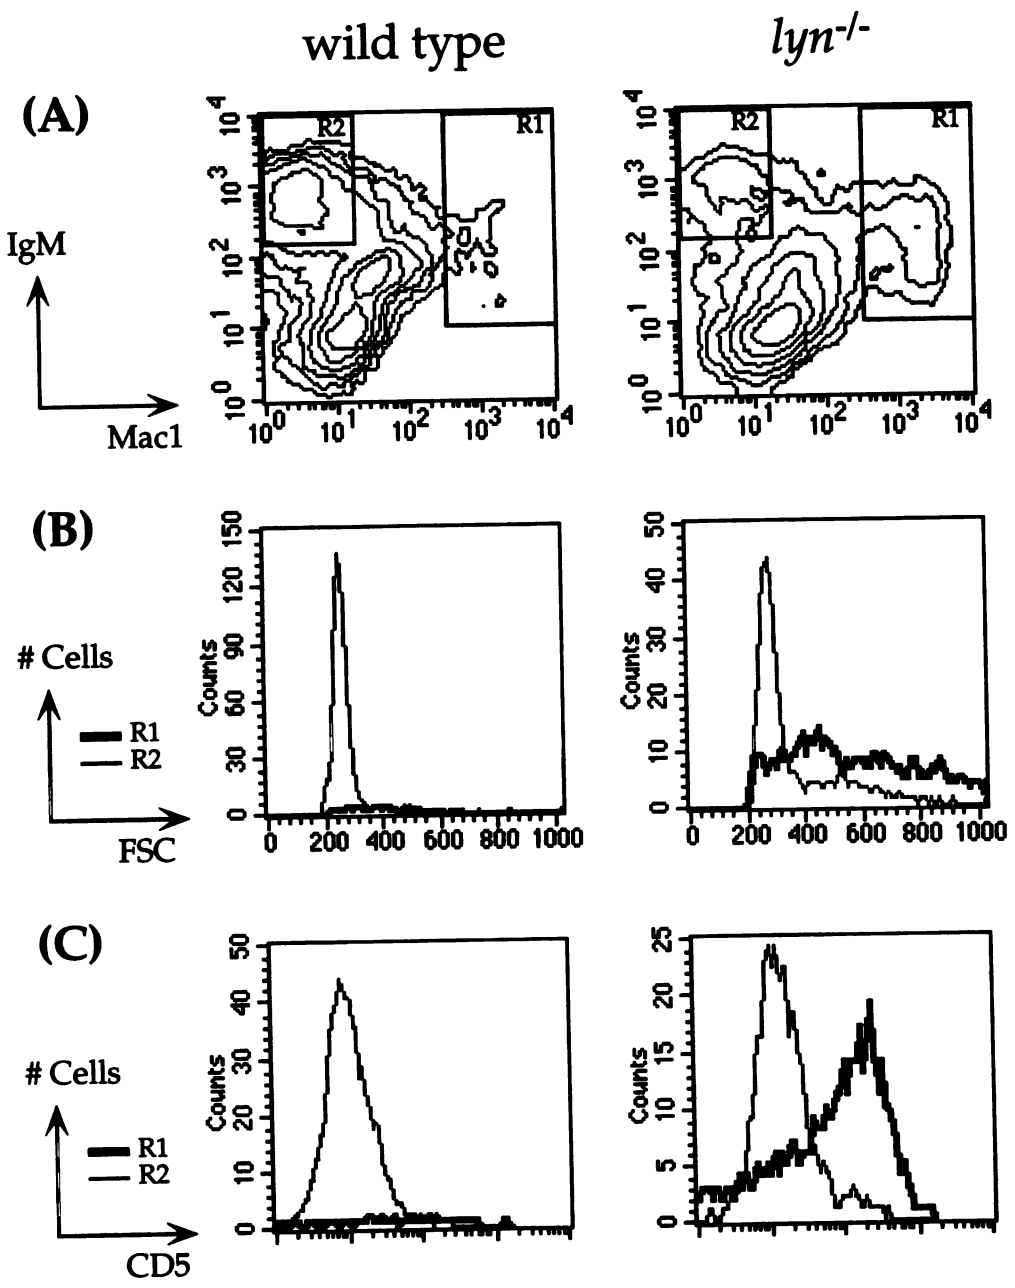 wild type
lyn-/-
(A)
IgM
Mac1
10^4
10^3
10^2
10^1
10^0
R2
R1
10^0 10^1 10^2 10^3 10^4
10^4
10^3
10^2
10^1
10^0
R2
R1
10^0 10^1 10^2 10^3 10^4
(B)
# Cells
R1
R2
FSC
Counts
150
120
90
60
30
0
0 200 400 600 800 1000
Counts
50
40
30
20
10
0
0 200 400 600 800 1000
(C)
# Cells
R1
R2
CD5
Counts
50
40
30
20
10
0
Counts
25
20
15
10
5
0